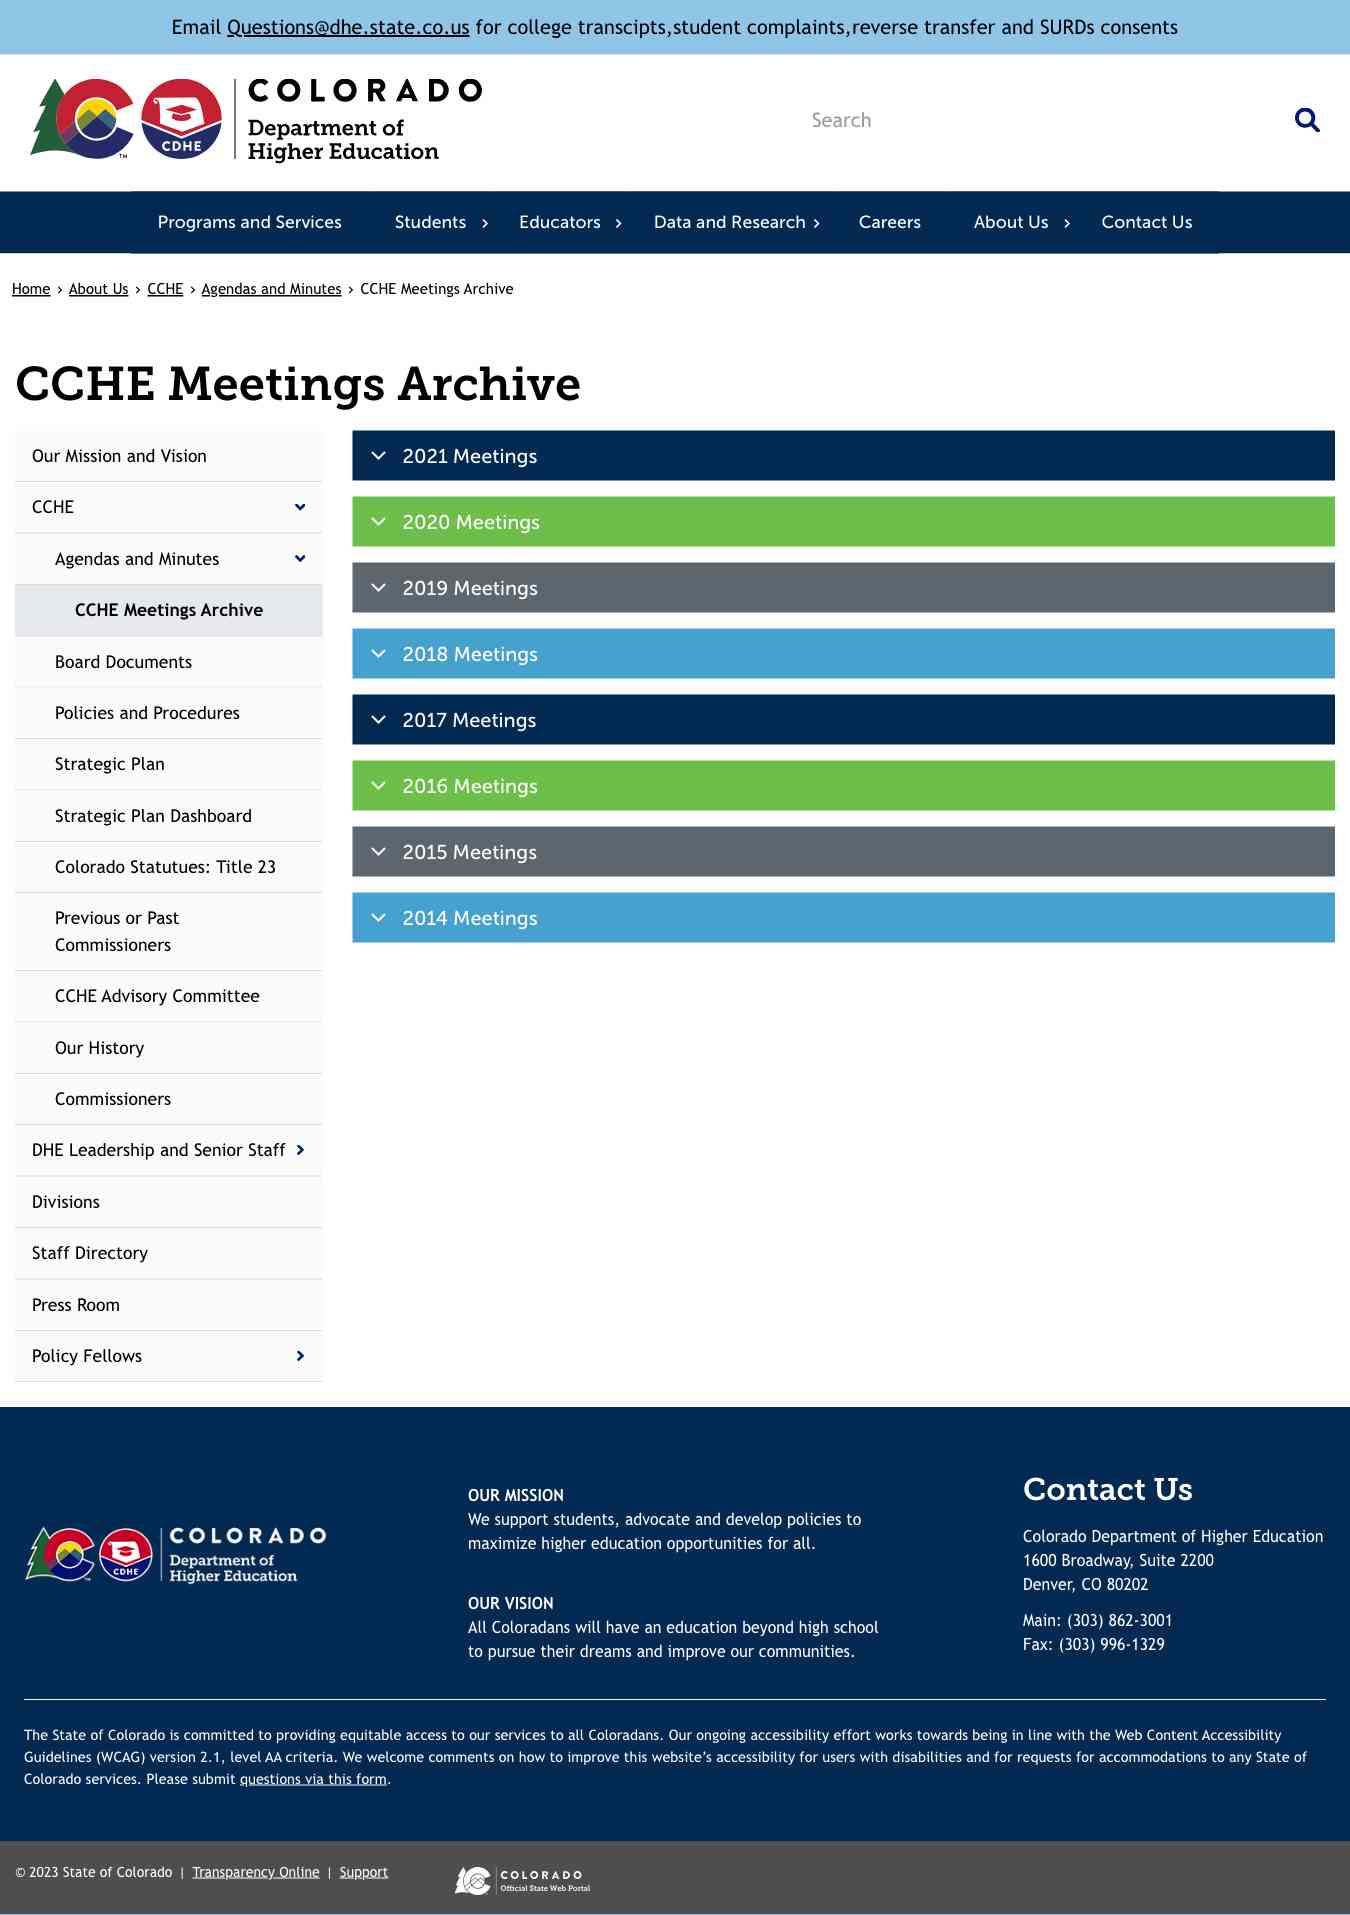 Email Questions@dhe.state.co.us for college transcipts,student complaints,reverse transfer and SURDs consents
CDHE
TM
COLORADO
Department of
Higher Education
Search
Programs and Services Students Educators Data and Research Careers About Us Contact Us
Home › About Us › CCHE › Agendas and Minutes › CCHE Meetings Archive
CCHE Meetings Archive
Our Mission and Vision
CCHE
Agendas and Minutes
CCHE Meetings Archive
Board Documents
Policies and Procedures
Strategic Plan
Strategic Plan Dashboard
Colorado Statutues: Title 23
Previous or Past
Commissioners
CCHE Advisory Committee
Our History
Commissioners
DHE Leadership and Senior Staff
Divisions
Staff Directory
Press Room
Policy Fellows
2021 Meetings
2020 Meetings
2019 Meetings
2018 Meetings
2017 Meetings
2016 Meetings
2015 Meetings
2014 Meetings
CDHE
COLORADO
Department of
Higher Education
OUR MISSION
We support students, advocate and develop policies to
maximize higher education opportunities for all.
OUR VISION
All Coloradans will have an education beyond high school
to pursue their dreams and improve our communities.
Contact Us
Colorado Department of Higher Education
1600 Broadway, Suite 2200
Denver, CO 80202
Main: (303) 862-3001
Fax: (303) 996-1329
The State of Colorado is committed to providing equitable access to our services to all Coloradans. Our ongoing accessibility effort works towards being in line with the Web Content Accessibility
Guidelines (WCAG) version 2.1, level AA criteria. We welcome comments on how to improve this website's accessibility for users with disabilities and for requests for accommodations to any State of
Colorado services. Please submit questions via this form.
© 2023 State of Colorado | Transparency Online | Support
COLORADO
Official State Web Portal